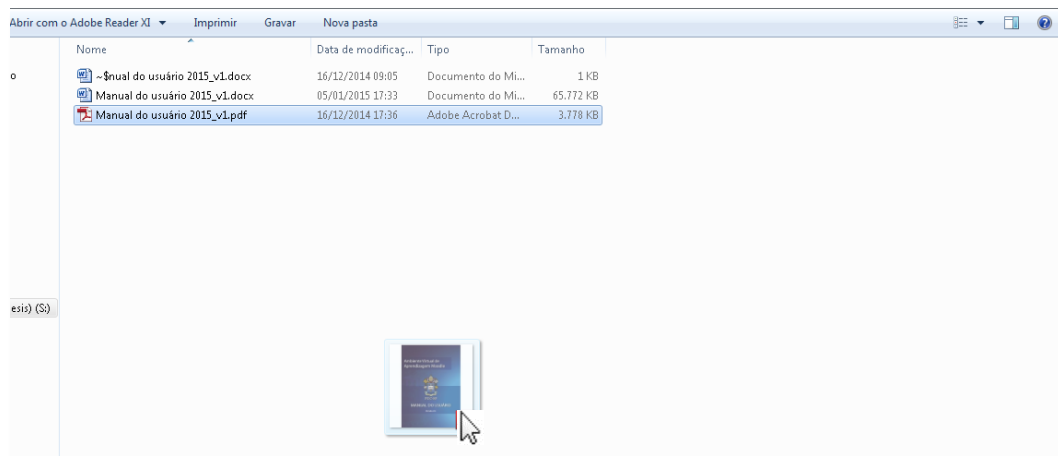 Abrir com o Adobe Reader XI Imprimir Gravar Nova pasta
Nome Data de modificaç... Tipo Tamanho
o
~$nual do usuário 2015_v1.docx 16/12/2014 09:05 Documento do Mi... 1 KB
Manual do usuário 2015_v1.docx 05/01/2015 17:33 Documento do Mi... 65.772 KB
Manual do usuário 2015_v1.pdf 16/12/2014 17:36 Adobe Acrobat D... 3.778 KB
esis) (S:)
MANUAL DO USUÁRIO